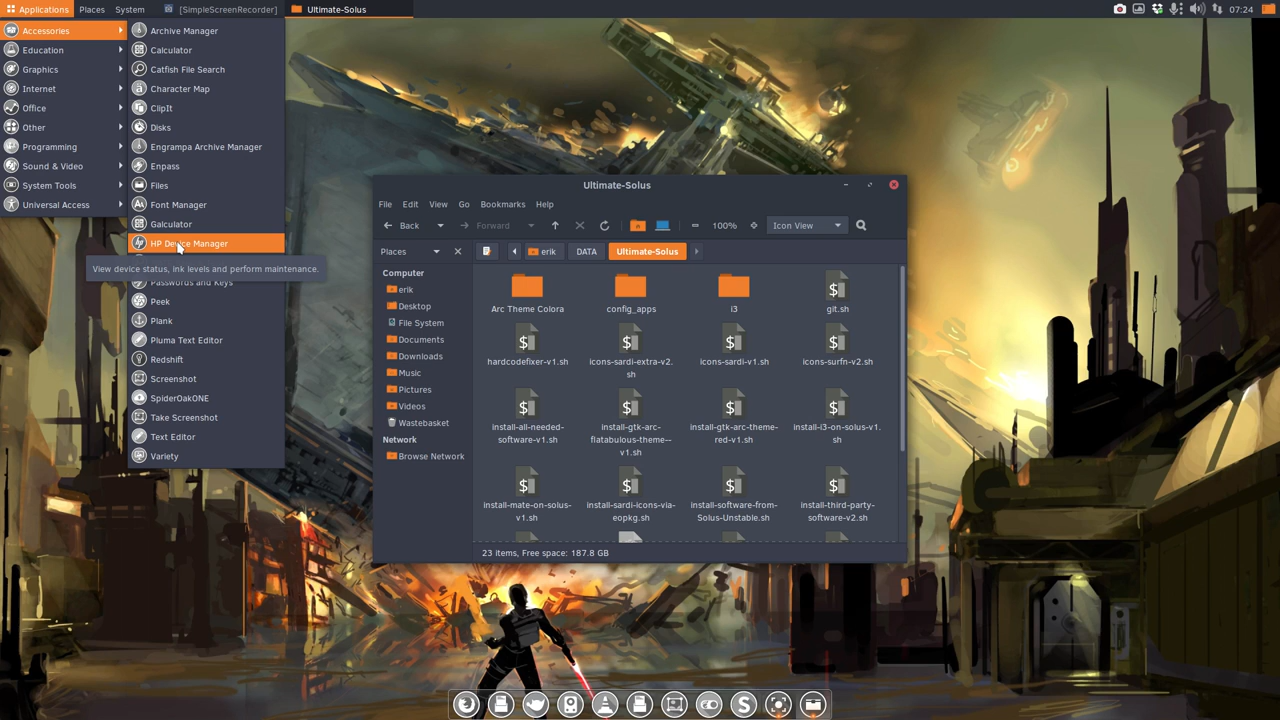 Applications Places System [SimpleScreenRecorder] Ultimate-Solus 07:24
Accessories
Education
Graphics
Internet
Office
Other
Programming
Sound & Video
System Tools
Universal Access
Archive Manager
Calculator
Catfish File Search
Character Map
ClipIt
Disks
Engrampa Archive Manager
Enpass
Files
Font Manager
Galculator
HP Device Manager
View device status, ink levels and perform maintenance.
Passwords and Keys
Peek
Plank
Pluma Text Editor
Redshift
Screenshot
SpiderOakONE
Take Screenshot
Text Editor
Variety
Ultimate-Solus
File Edit View Go Bookmarks Help
Back Forward 100% Icon View
Places erik DATA Ultimate-Solus
Computer
erik
Desktop
File System
Documents
Downloads
Music
Pictures
Videos
Wastebasket
Network
Browse Network
Arc Theme Colora
config_apps
i3
git.sh
hardcodefixer-v1.sh
icons-sardi-extra-v2.
sh
icons-sardi-v1.sh
icons-surfn-v2.sh
install-all-needed-
software-v1.sh
install-gtk-arc-
flatabulous-theme--
v1.sh
install-gtk-arc-theme-
red-v1.sh
install-i3-on-solus-v1.
sh
install-mate-on-solus-
v1.sh
install-sardi-icons-via-
eopkg.sh
install-software-from-
Solus-Unstable.sh
install-third-party-
software-v2.sh
23 items, Free space: 187.8 GB